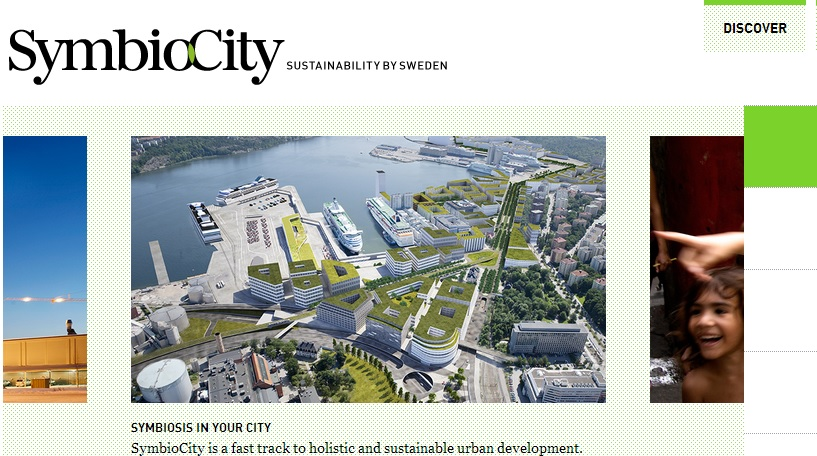 SymbioCity SUSTAINABILITY BY SWEDEN
DISCOVER
SYMBIOSIS IN YOUR CITY
SymbioCity is a fast track to holistic and sustainable urban development.